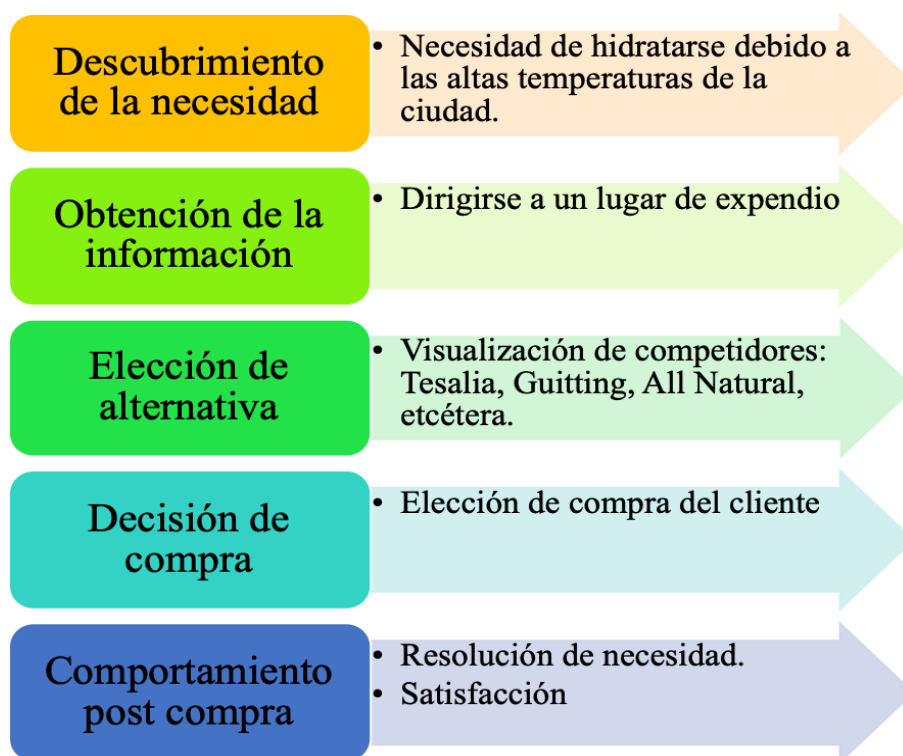 Descubrimiento
de la necesidad
• Necesidad de hidratarse debido a
las altas temperaturas de la
ciudad.
Obtención de la
información
• Dirigirse a un lugar de expendio
Elección de
alternativa
• Visualización de competidores:
Tesalia, Guitting, All Natural,
etcétera.
Decisión de
compra
• Elección de compra del cliente
Comportamiento
post compra
• Resolución de necesidad.
• Satisfacción